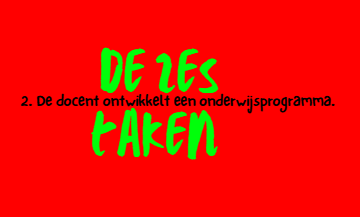 DE ZES
2. De docent ontwikkelt een onderwijsprogramma.
tAKEN